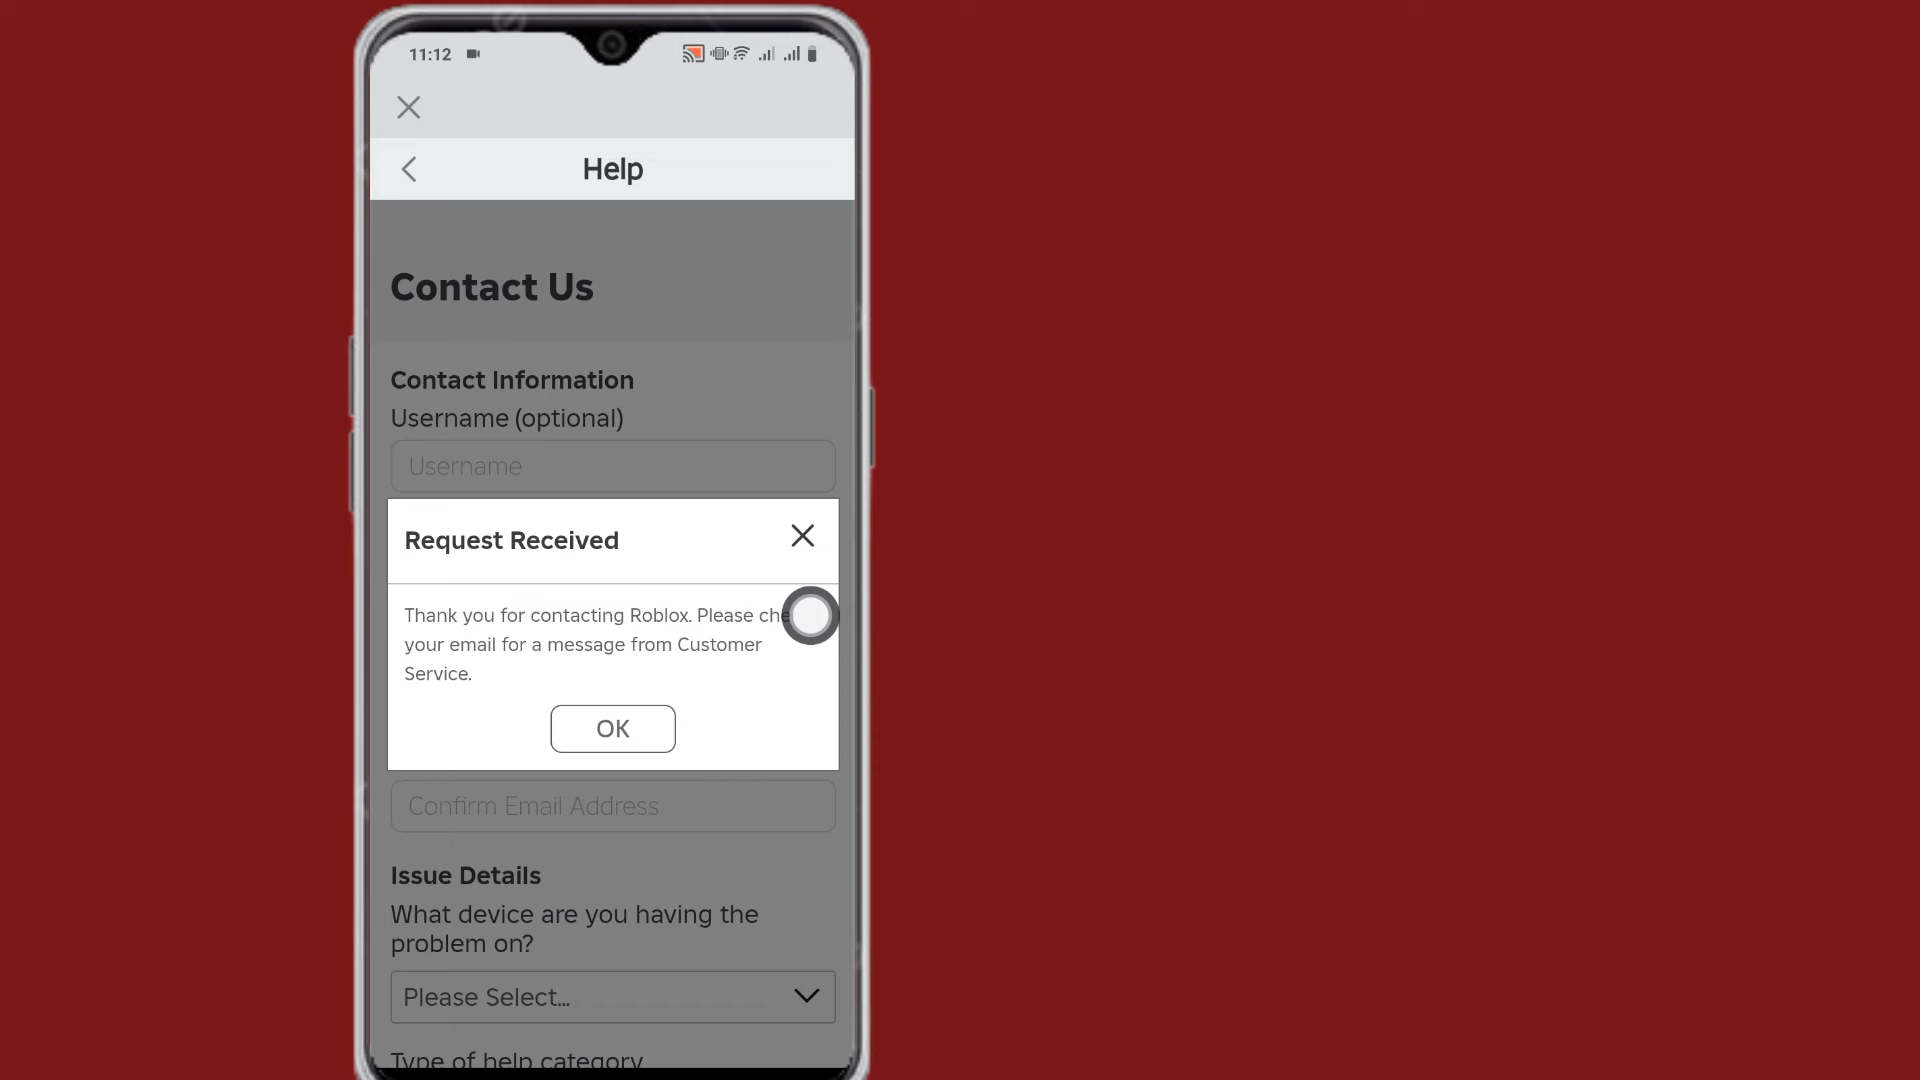 11:12
Help
Contact Us
Contact Information
Username (optional)
Username
Request Received
Thank you for contacting Roblox. Please che
your email for a message from Customer
Service.
OK
Confirm Email Address
Issue Details
What device are you having the
problem on?
Please Select...
Type of help category